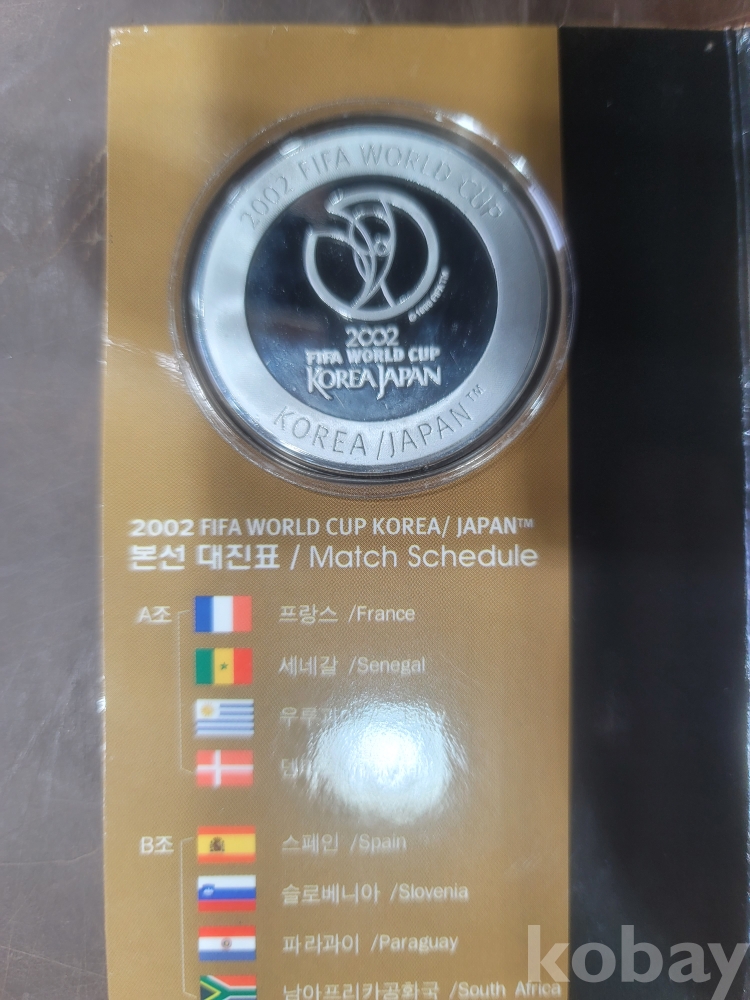 2002 FIFA WORLD CUP
©1999 FIFA TM
2002
FIFA WORLD CUP
KOREA JAPAN
KOREA/JAPAN™
2002 FIFA WORLD CUP KOREA/ JAPAN™
본선 대진표 / Match Schedule
A조
프랑스 /France
세네갈 /Senegal
B조
스페인 /Spain
슬로베니아 /Slovenia
파라과이 /Paraguay
남아프리카공화국 /South Africa
kobay